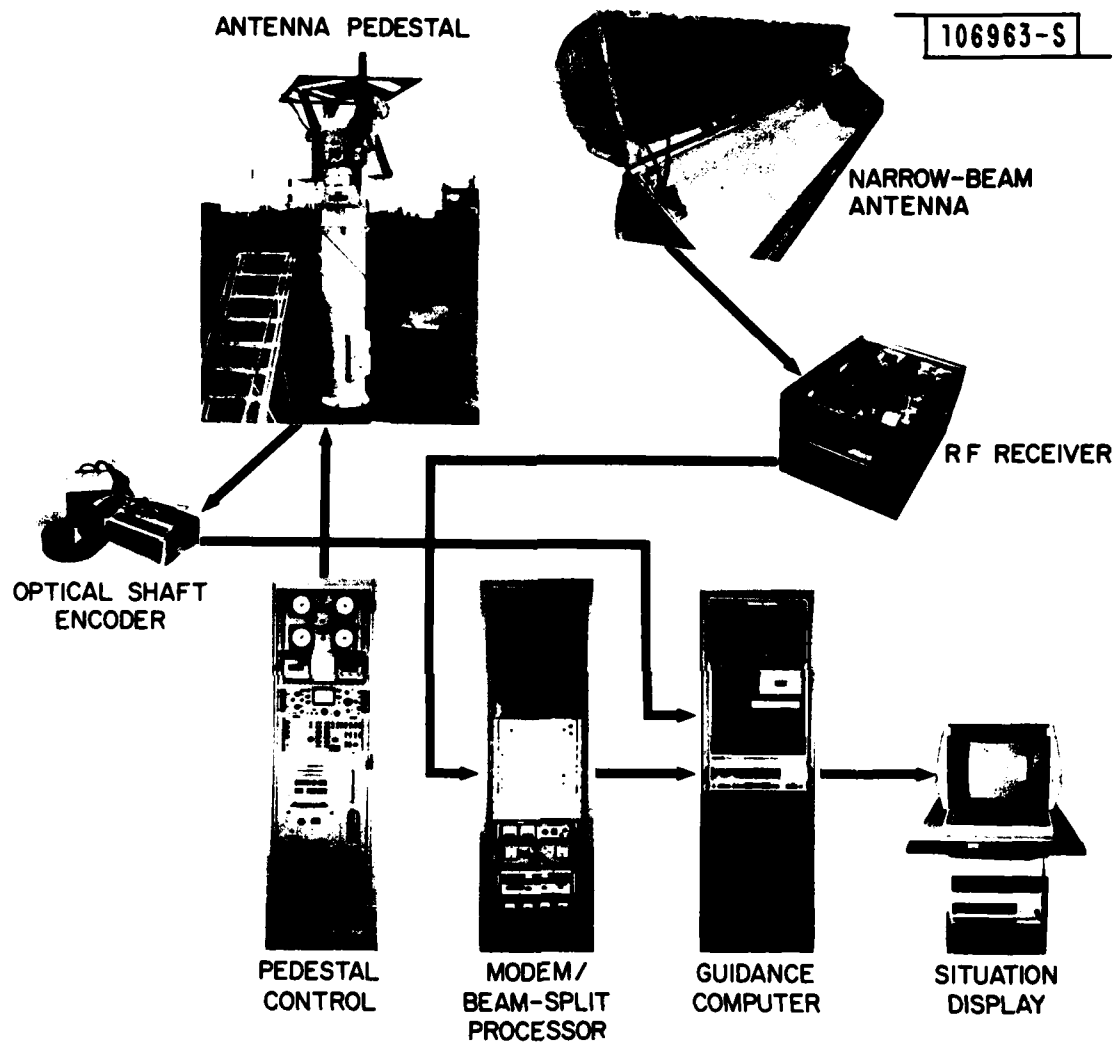 ANTENNA PEDESTAL
106963-S
NARROW-BEAM
ANTENNA
RF RECEIVER
OPTICAL SHAFT
ENCODER
PEDESTAL
CONTROL
MODEM/
BEAM-SPLIT
PROCESSOR
GUIDANCE
COMPUTER
SITUATION
DISPLAY